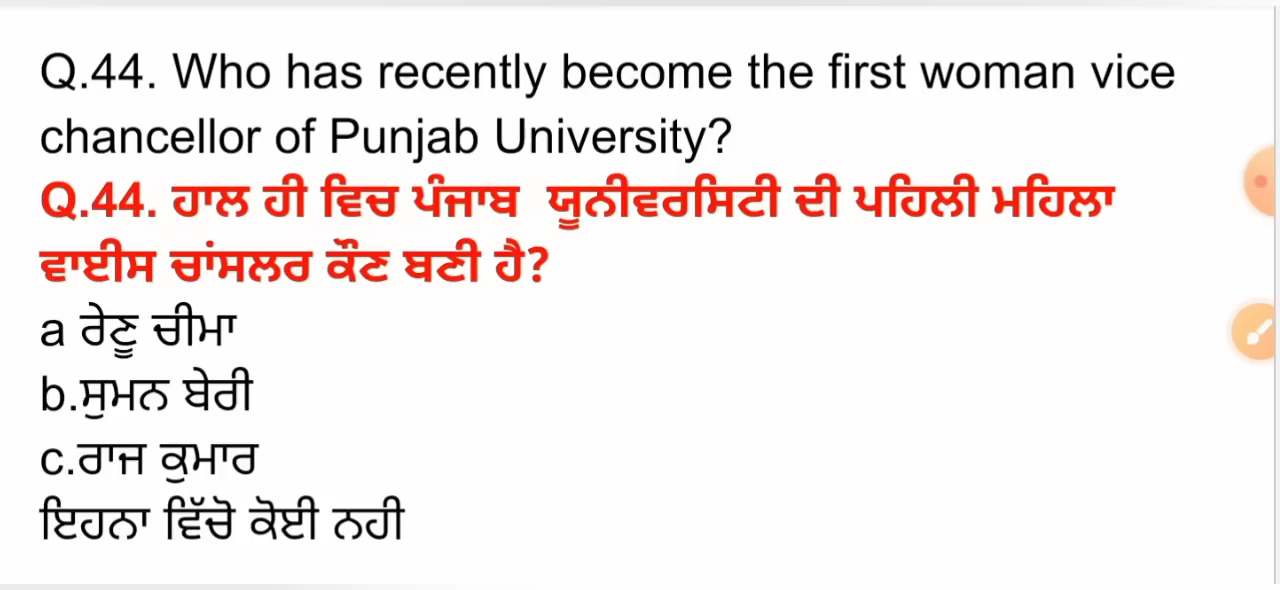 Q.44. Who has recently become the first woman vice
chancellor of Punjab University?
Q.44. ਹਾਲ ਹੀ ਵਿਚ ਪੰਜਾਬ ਯੂਨੀਵਰਸਿਟੀ ਦੀ ਪਹਿਲੀ ਮਹਿਲਾ
ਵਾਈਸ ਚਾਂਸਲਰ ਕੌਣ ਬਣੀ ਹੈ?
a ਰੇਣੂ ਚੀਮਾ
b.ਸੁਮਨ ਬੇਰੀ
c.ਰਾਜ ਕੁਮਾਰ
ਇਹਨਾ ਵਿੱਚੋ ਕੋਈ ਨਹੀ